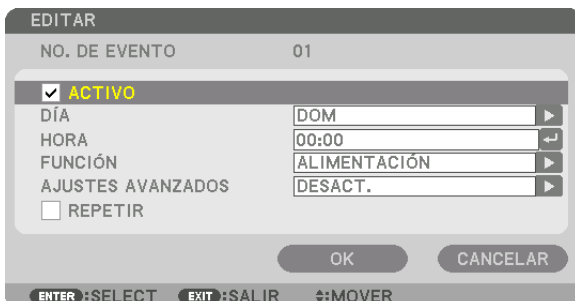 EDITAR
NO. DE EVENTO 01
ACTIVO
DÍA DOM
HORA 00:00
FUNCIÓN ALIMENTACIÓN
AJUSTES AVANZADOS DESACT.
REPETIR
OK CANCELAR
ENTER :SELECT EXIT :SALIR :MOVER